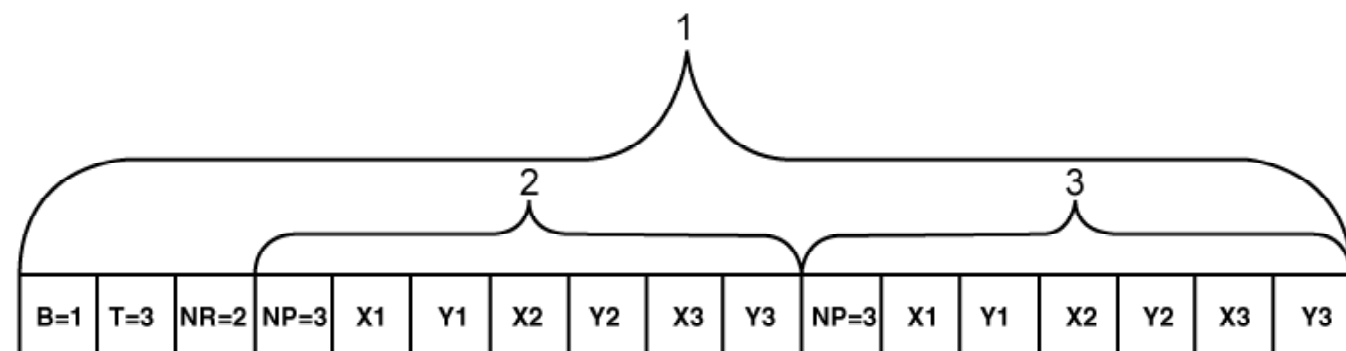 1
2 3
B=1 T=3 NR=2 NP=3 X1 Y1 X2 Y2 X3 Y3 NP=3 X1 Y1 X2 Y2 X3 Y3